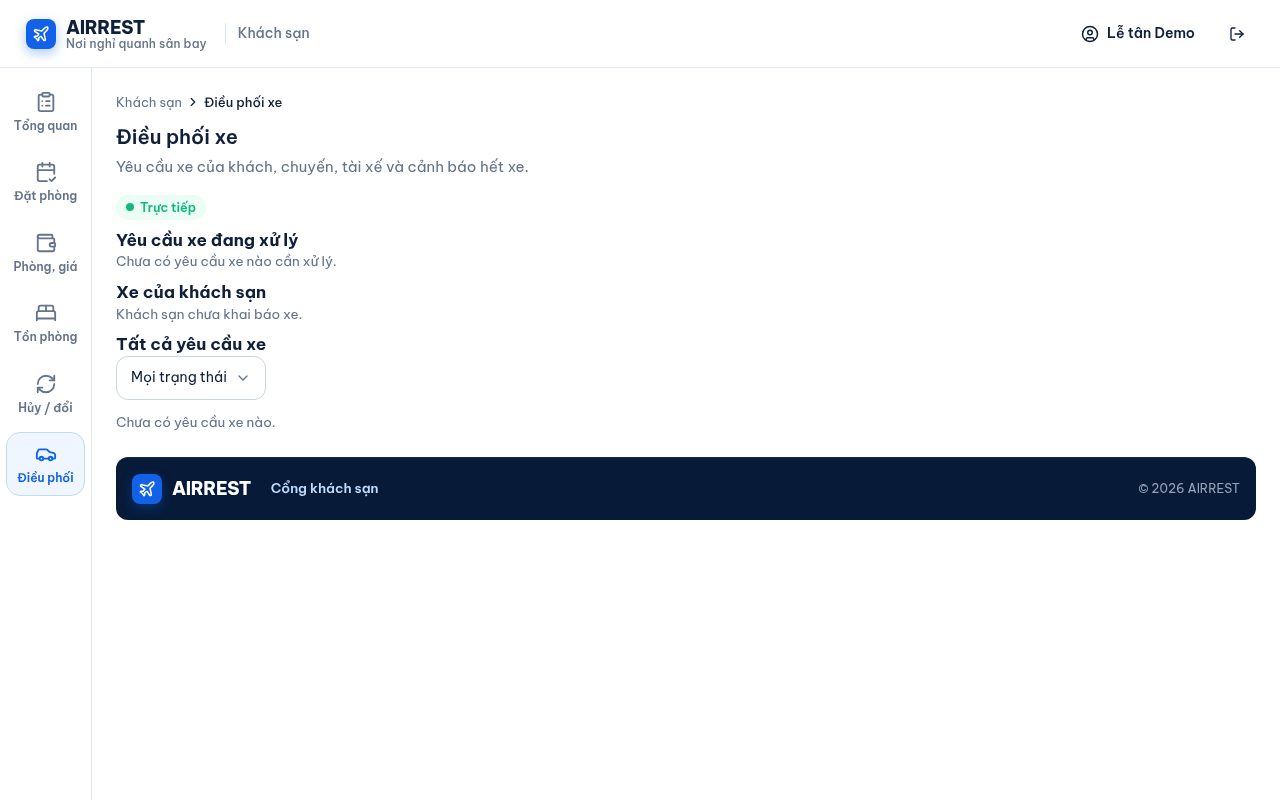 AIRREST
Nơi nghỉ quanh sân bay
Khách sạn
Lễ tân Demo
Tổng quan
Đặt phòng
Phòng, giá
Tồn phòng
Hủy / đổi
Điều phối
Khách sạn > Điều phối xe
Điều phối xe
Yêu cầu xe của khách, chuyến, tài xế và cảnh báo hết xe.
Trực tiếp
Yêu cầu xe đang xử lý
Chưa có yêu cầu xe nào cần xử lý.
Xe của khách sạn
Khách sạn chưa khai báo xe.
Tất cả yêu cầu xe
Mọi trạng thái
Chưa có yêu cầu xe nào.
AIRREST
Cổng khách sạn
© 2026 AIRREST